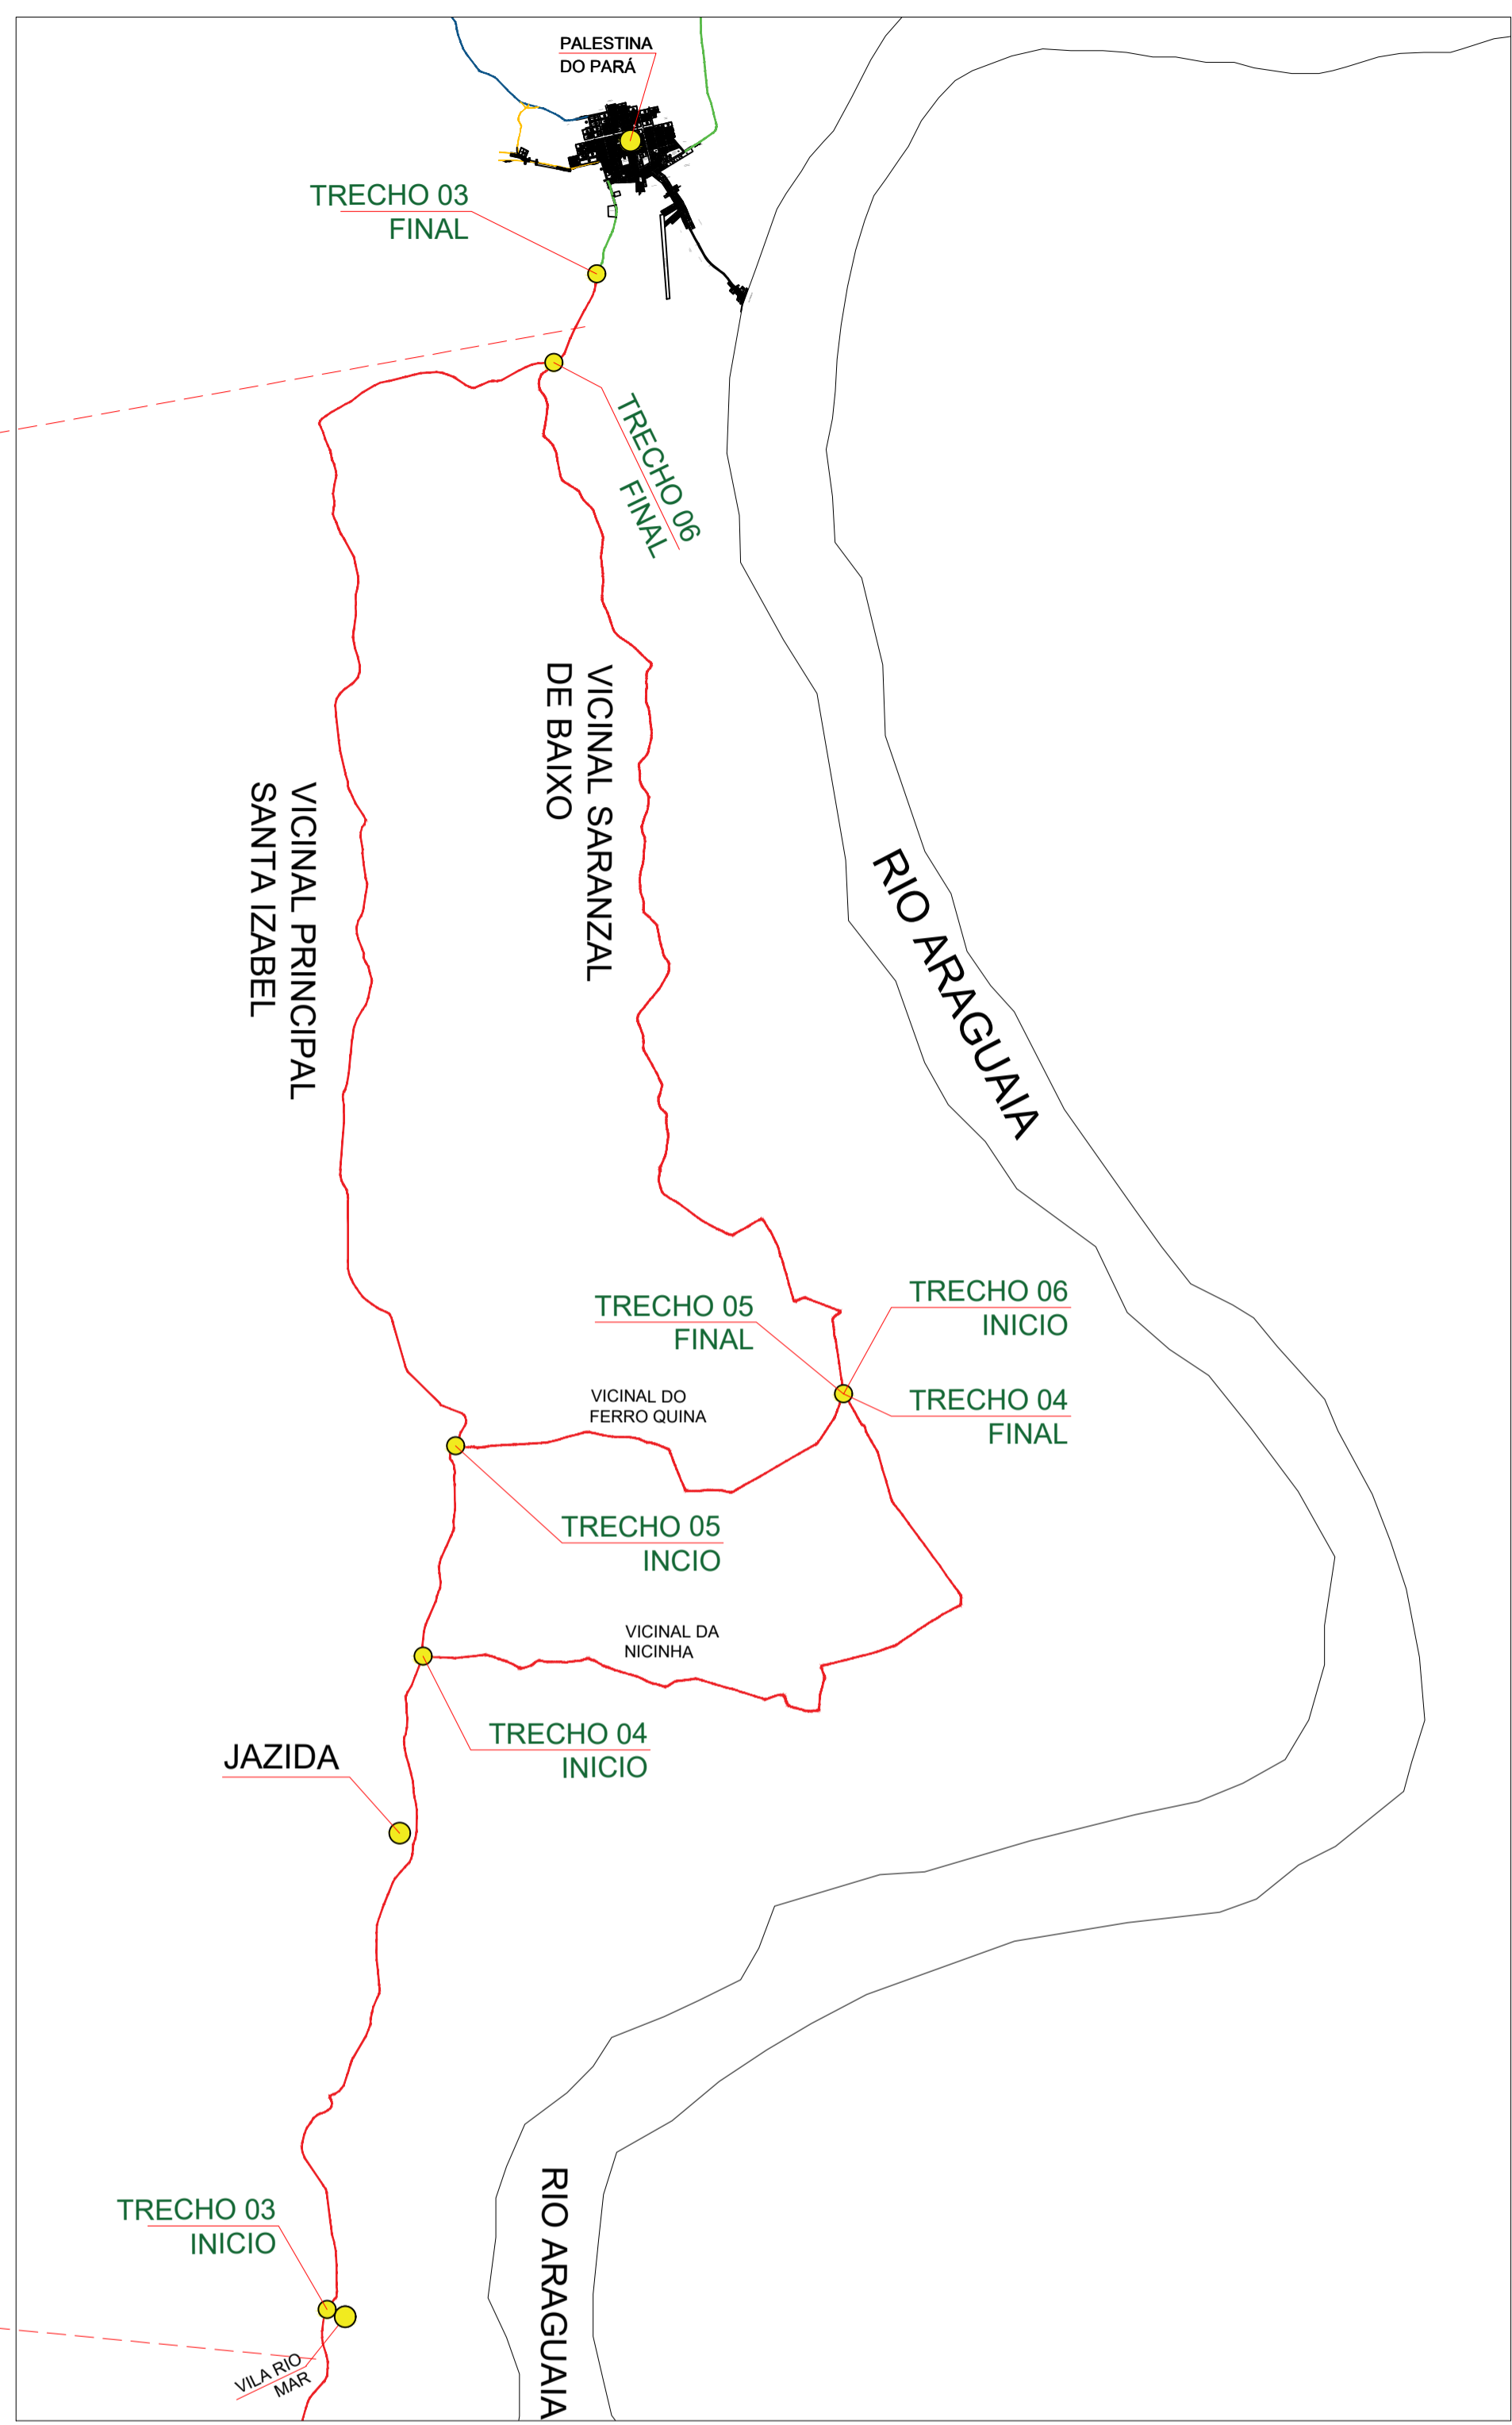 PALESTINA
DO PARÁ
TRECHO 03
FINAL
TRECHO 06
FINAL
VICINAL SARANZAL
DE BAIXO
VICINAL PRINCIPAL
SANTA IZABEL
RIO ARAGUAIA
TRECHO 05
FINAL
TRECHO 06
INICIO
TRECHO 04
FINAL
VICINAL DO
FERRO QUINA
TRECHO 05
INCIO
VICINAL DA
NICINHA
TRECHO 04
INICIO
JAZIDA
RIO ARAGUAIA
TRECHO 03
INICIO
VILA RIO
MAR